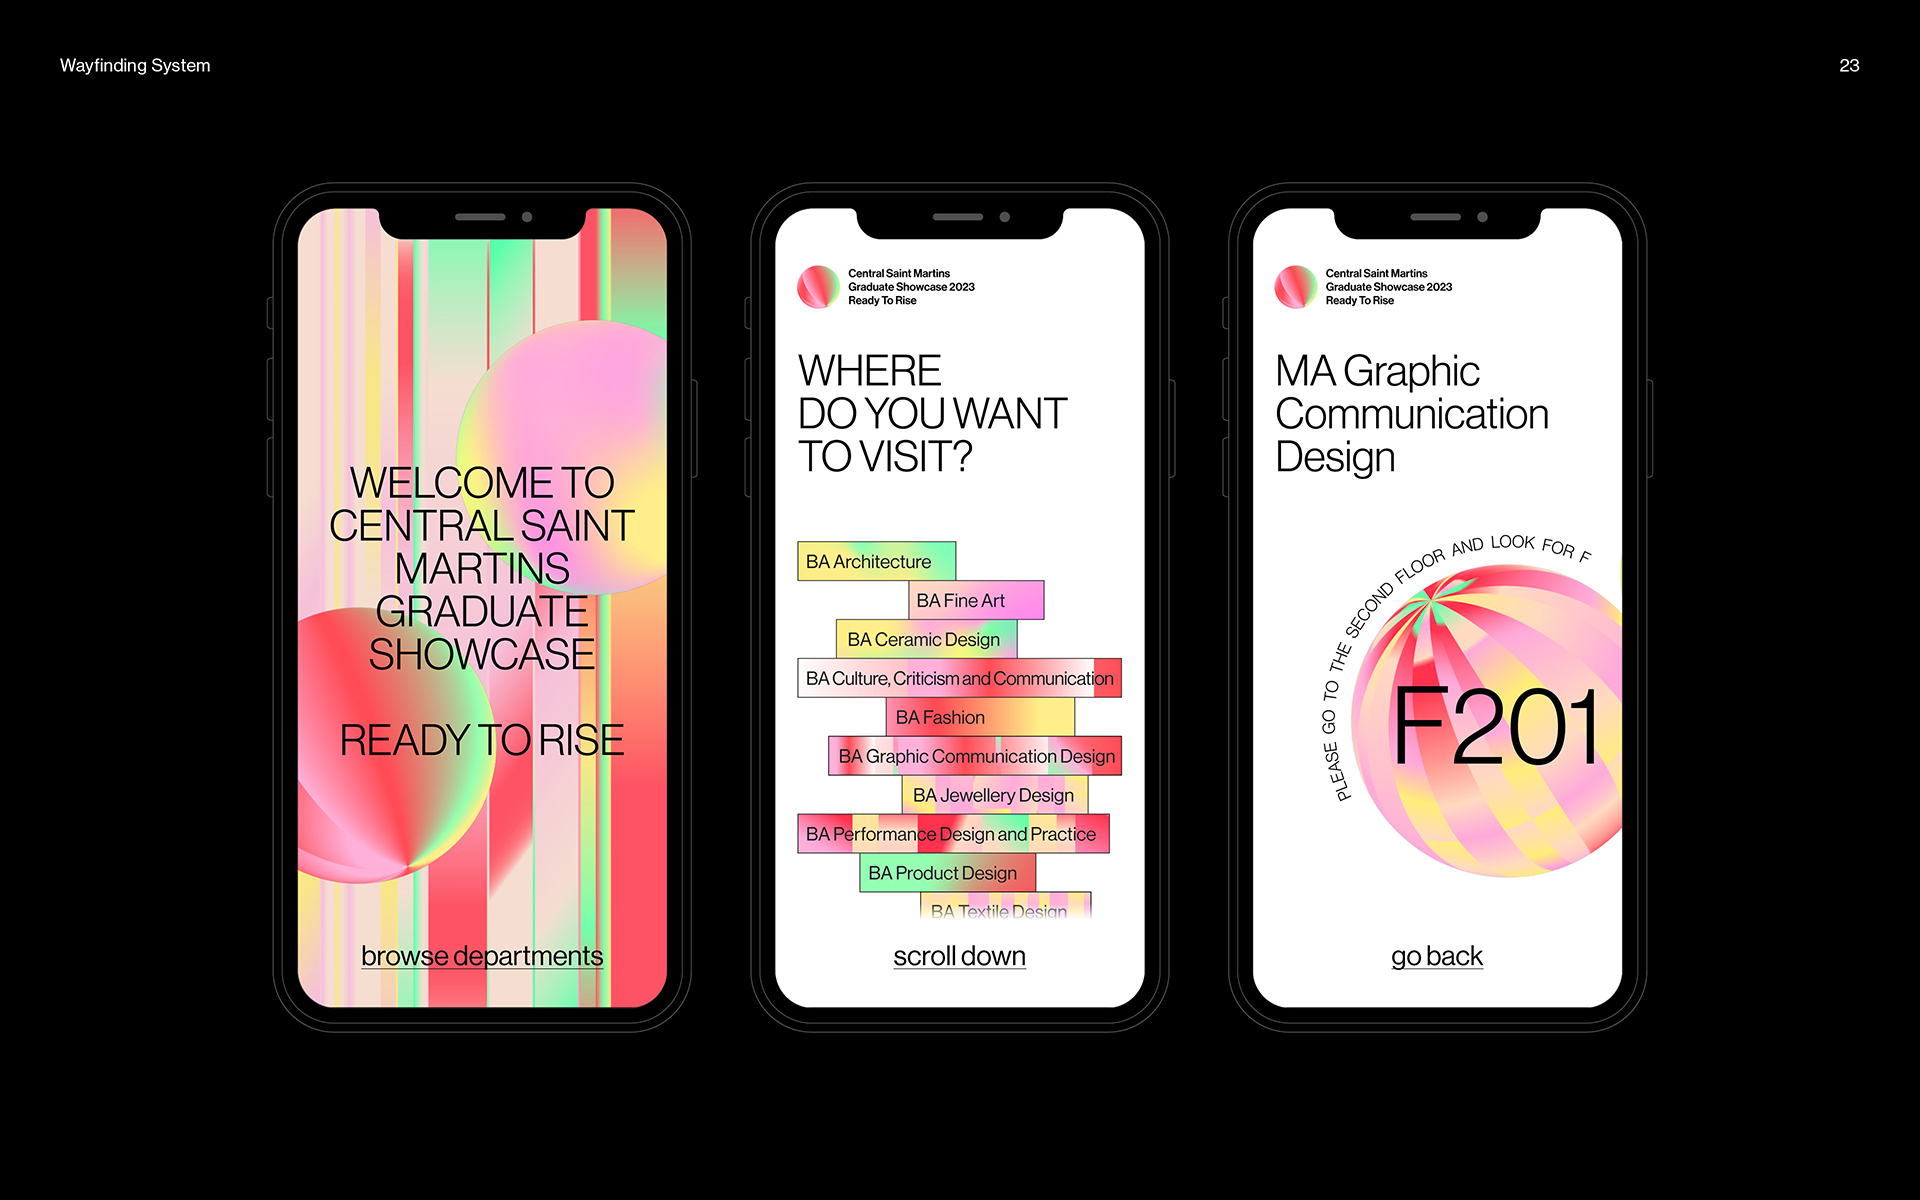 Wayfinding System
23
WELCOME TO
CENTRAL SAINT
MARTINS
GRADUATE
SHOWCASE
READY TO RISE
browse departments
Central Saint Martins
Graduate Showcase 2023
Ready To Rise
WHERE
DO YOU WANT
TO VISIT?
BA Architecture
BA Fine Art
BA Ceramic Design
BA Culture, Criticism and Communication
BA Fashion
BA Graphic Communication Design
BA Jewellery Design
BA Performance Design and Practice
BA Product Design
BA Textile Design
scroll down
Central Saint Martins
Graduate Showcase 2023
Ready To Rise
MA Graphic
Communication
Design
PLEASE GO TO THE SECOND FLOOR AND LOOK FOR F
F201
go back